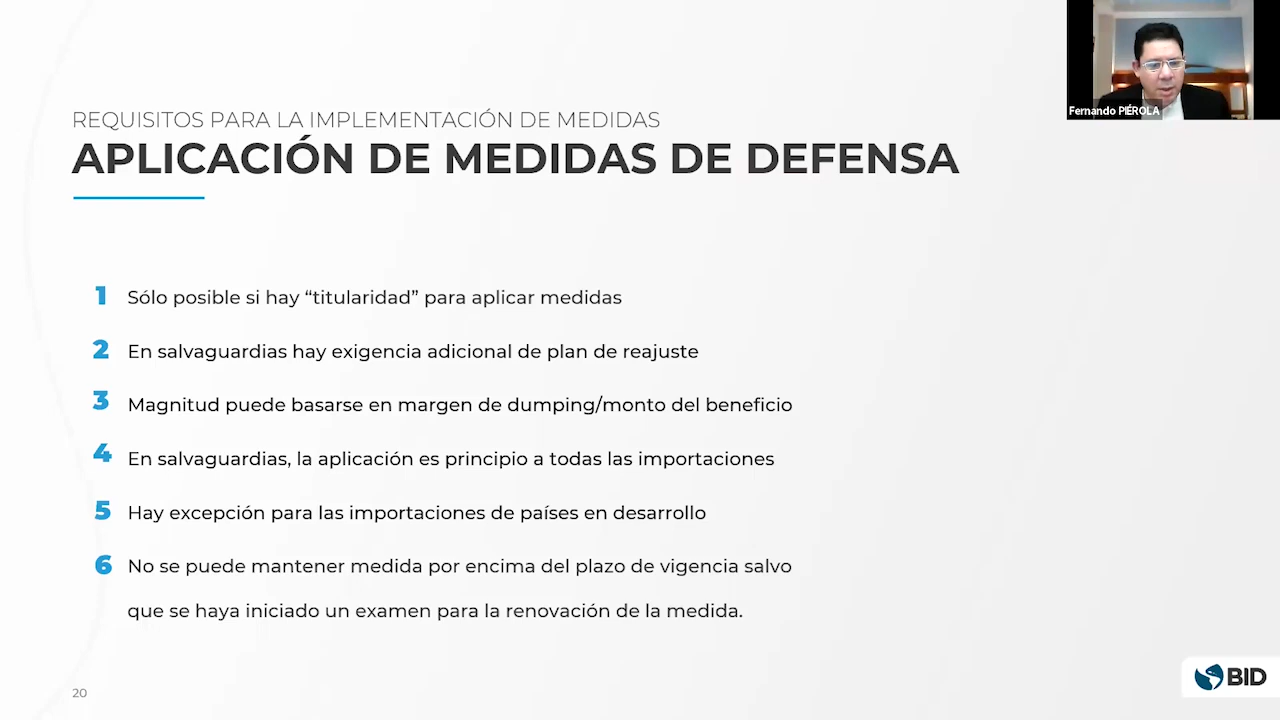 Fernando PIÉROLA
REQUISITOS PARA LA IMPLEMENTACIÓN DE MEDIDAS
APLICACIÓN DE MEDIDAS DE DEFENSA
1 Sólo posible si hay “titularidad” para aplicar medidas
2 En salvaguardias hay exigencia adicional de plan de reajuste
3 Magnitud puede basarse en margen de dumping/monto del beneficio
4 En salvaguardias, la aplicación es principio a todas las importaciones
5 Hay excepción para las importaciones de países en desarrollo
6 No se puede mantener medida por encima del plazo de vigencia salvo
que se haya iniciado un examen para la renovación de la medida.
20
BID